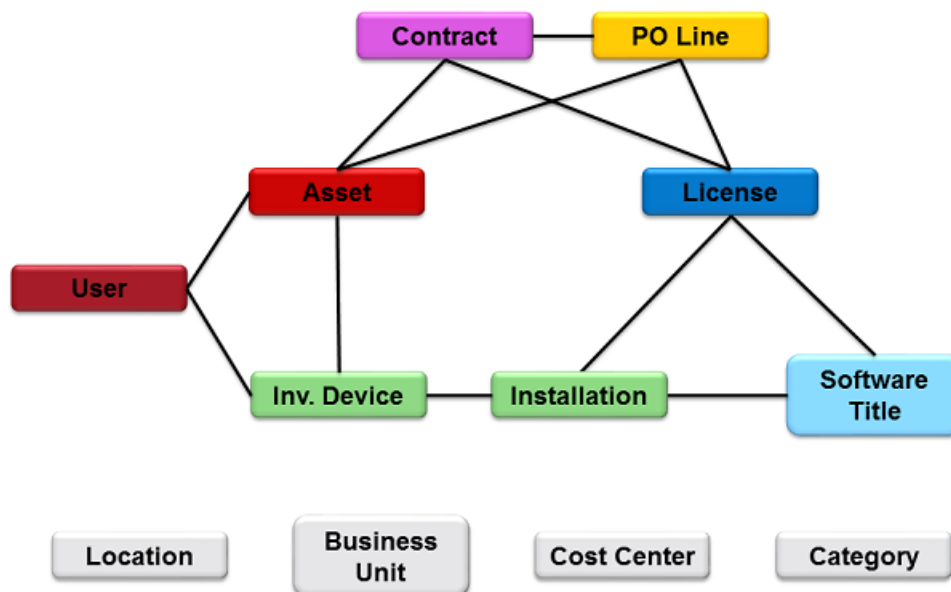 Contract
PO Line
Asset
License
User
Inv. Device
Installation
Software
Title
Location
Business
Unit
Cost Center
Category